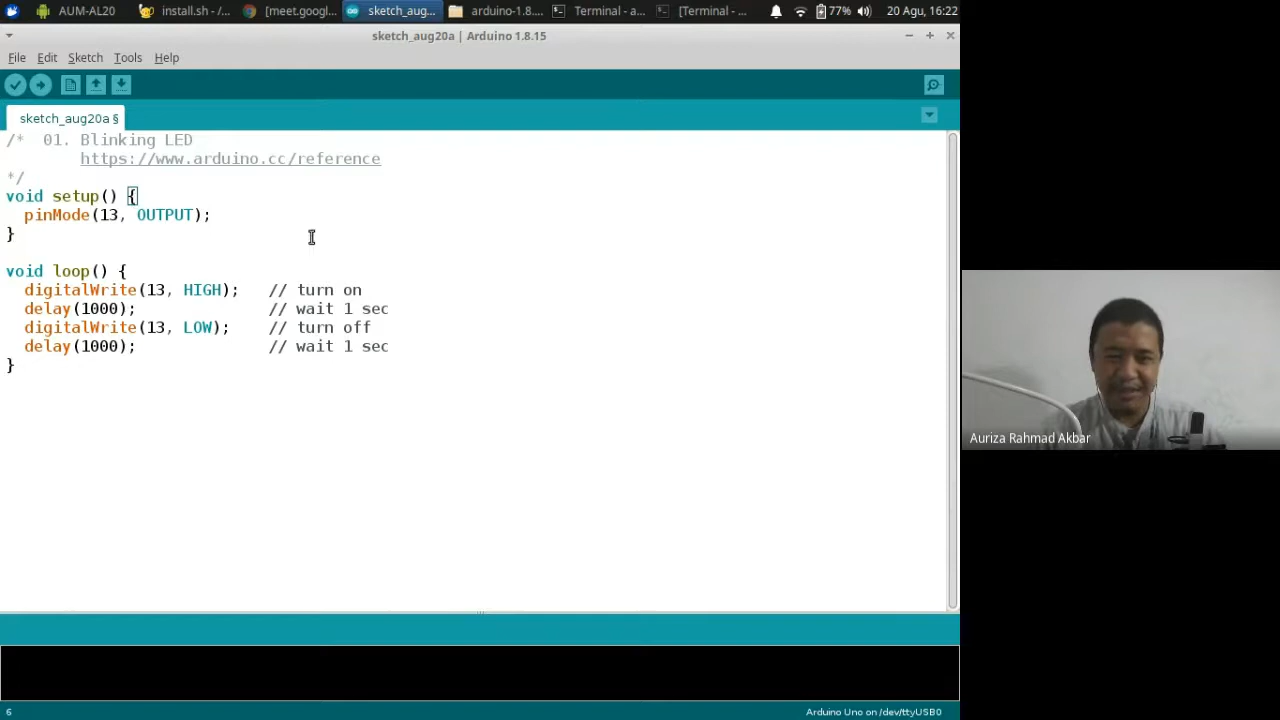 AUM-AL20
install.sh - /...
[meet.googl...
sketch_aug...
arduino-1.8....
Terminal - a...
[Terminal - ...
77%
20 Agu, 16:22
sketch_aug20a | Arduino 1.8.15
File Edit Sketch Tools Help
sketch_aug20a §
/*  01. Blinking LED
        https://www.arduino.cc/reference
*/
void setup() {
  pinMode(13, OUTPUT);
}
void loop() {
  digitalWrite(13, HIGH);   // turn on
  delay(1000);              // wait 1 sec
  digitalWrite(13, LOW);    // turn off
  delay(1000);              // wait 1 sec
}
Auriza Rahmad Akbar
6
Arduino Uno on /dev/ttyUSB0